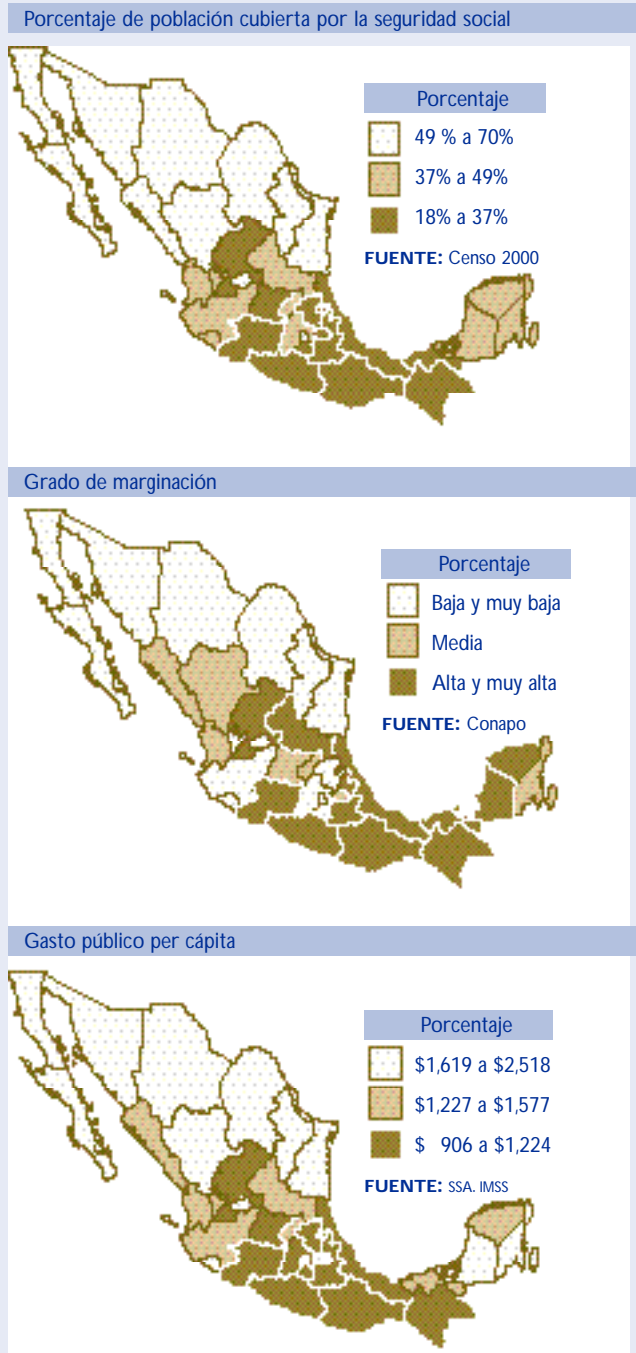 Porcentaje de población cubierta por la seguridad social
Porcentaje
49 % a 70%
37% a 49%
18% a 37%
FUENTE: Censo 2000
Grado de marginación
Porcentaje
Baja y muy baja
Media
Alta y muy alta
FUENTE: Conapo
Gasto público per cápita
Porcentaje
$1,619 a $2,518
$1,227 a $1,577
$ 906 a $1,224
FUENTE: SSA. IMSS